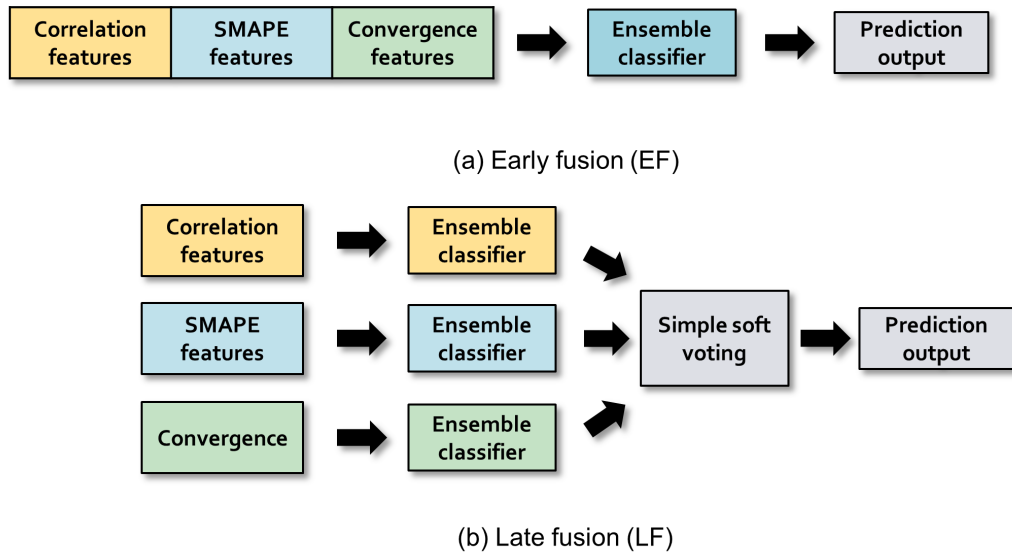 Correlation features
SMAPE features
Convergence features
Ensemble classifier
Prediction output
(a) Early fusion (EF)
Correlation features
Ensemble classifier
SMAPE features
Ensemble classifier
Simple soft voting
Prediction output
Convergence
Ensemble classifier
(b) Late fusion (LF)